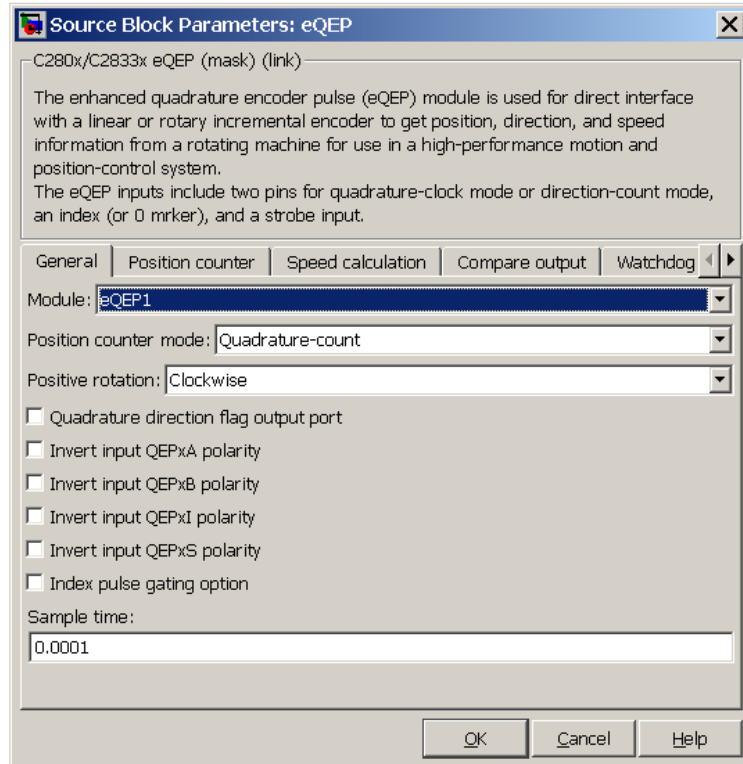 Source Block Parameters: eQEP
C280x/C2833x eQEP (mask) (link)
The enhanced quadrature encoder pulse (eQEP) module is used for direct interface
with a linear or rotary incremental encoder to get position, direction, and speed
information from a rotating machine for use in a high-performance motion and
position-control system.
The eQEP inputs include two pins for quadrature-clock mode or direction-count mode,
an index (or 0 mrker), and a strobe input.
General Position counter Speed calculation Compare output Watchdog
Module: eQEP1
Position counter mode: Quadrature-count
Positive rotation: Clockwise
Quadrature direction flag output port
Invert input QEPxA polarity
Invert input QEPxB polarity
Invert input QEPxI polarity
Invert input QEPxS polarity
Index pulse gating option
Sample time:
0.0001
OK Cancel Help